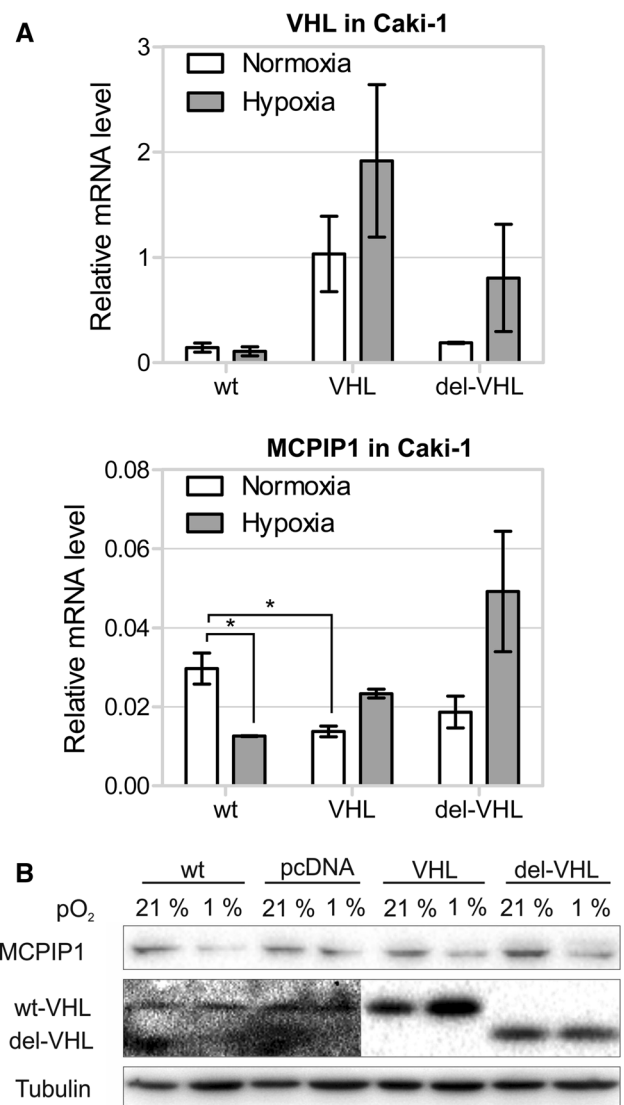 A
VHL in Caki-1
Relative mRNA level
3
2
1
0
Normoxia
Hypoxia
wt VHL del-VHL
MCPIP1 in Caki-1
Relative mRNA level
0.08
0.06
0.04
0.02
0.00
Normoxia
Hypoxia
*
*
wt VHL del-VHL
B
wt pcDNA VHL del-VHL
pO2 21 % 1 % 21 % 1 % 21 % 1 % 21 % 1 %
MCPIP1
wt-VHL
del-VHL
Tubulin